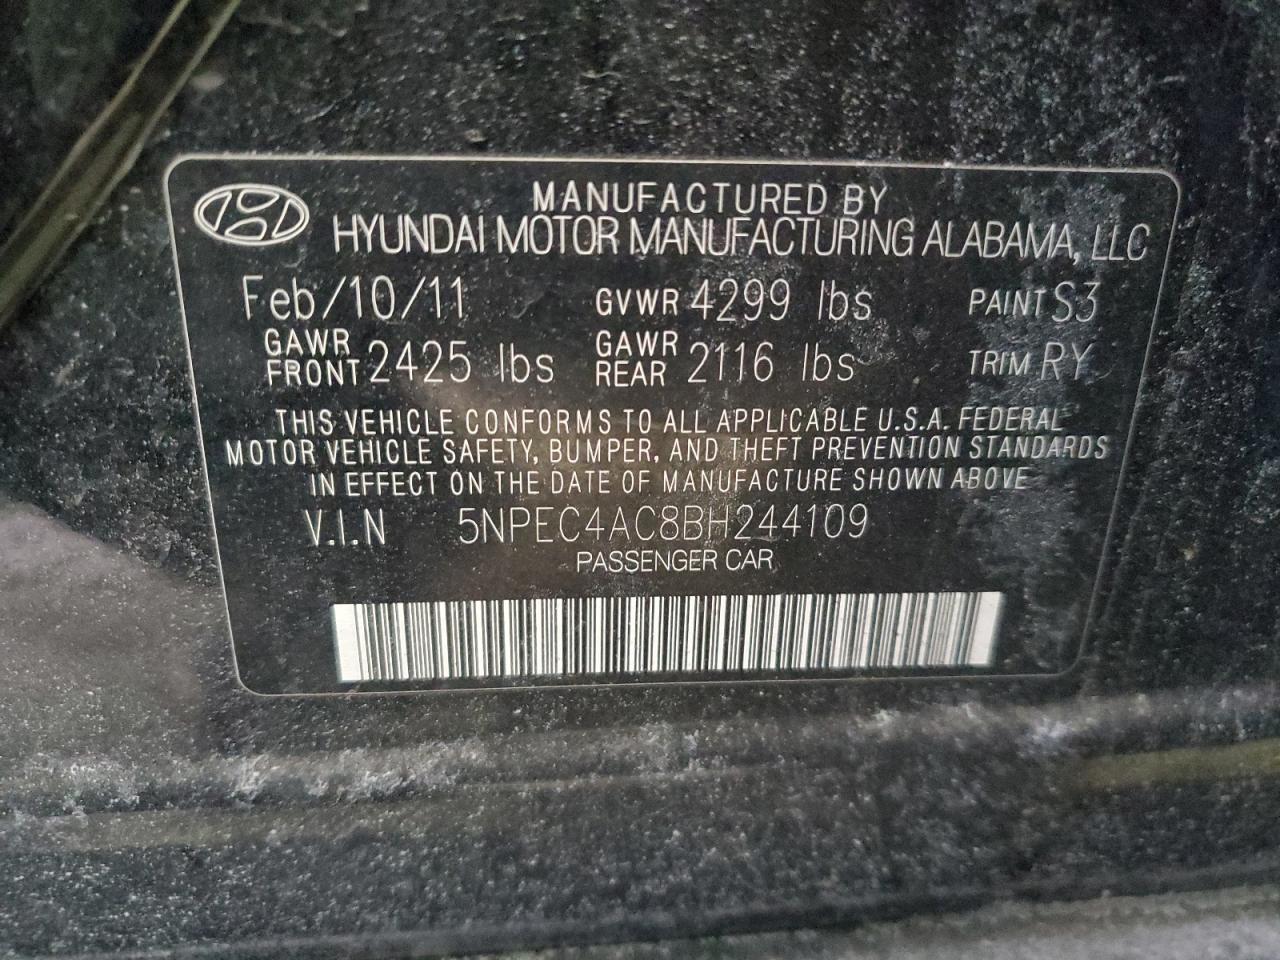 MANUFACTURED BY
HYUNDAI MOTOR MANUFACTURING ALABAMA, LLC
Feb/10/11 GVWR 4299 lbs PAINT S3
GAWR FRONT 2425 lbs GAWR REAR 2116 lbs TRIM RY
THIS VEHICLE CONFORMS TO ALL APPLICABLE U.S.A. FEDERAL
MOTOR VEHICLE SAFETY, BUMPER, AND THEFT PREVENTION STANDARDS
IN EFFECT ON THE DATE OF MANUFACTURE SHOWN ABOVE
V.I.N 5NPEC4AC8BH244109
PASSENGER CAR